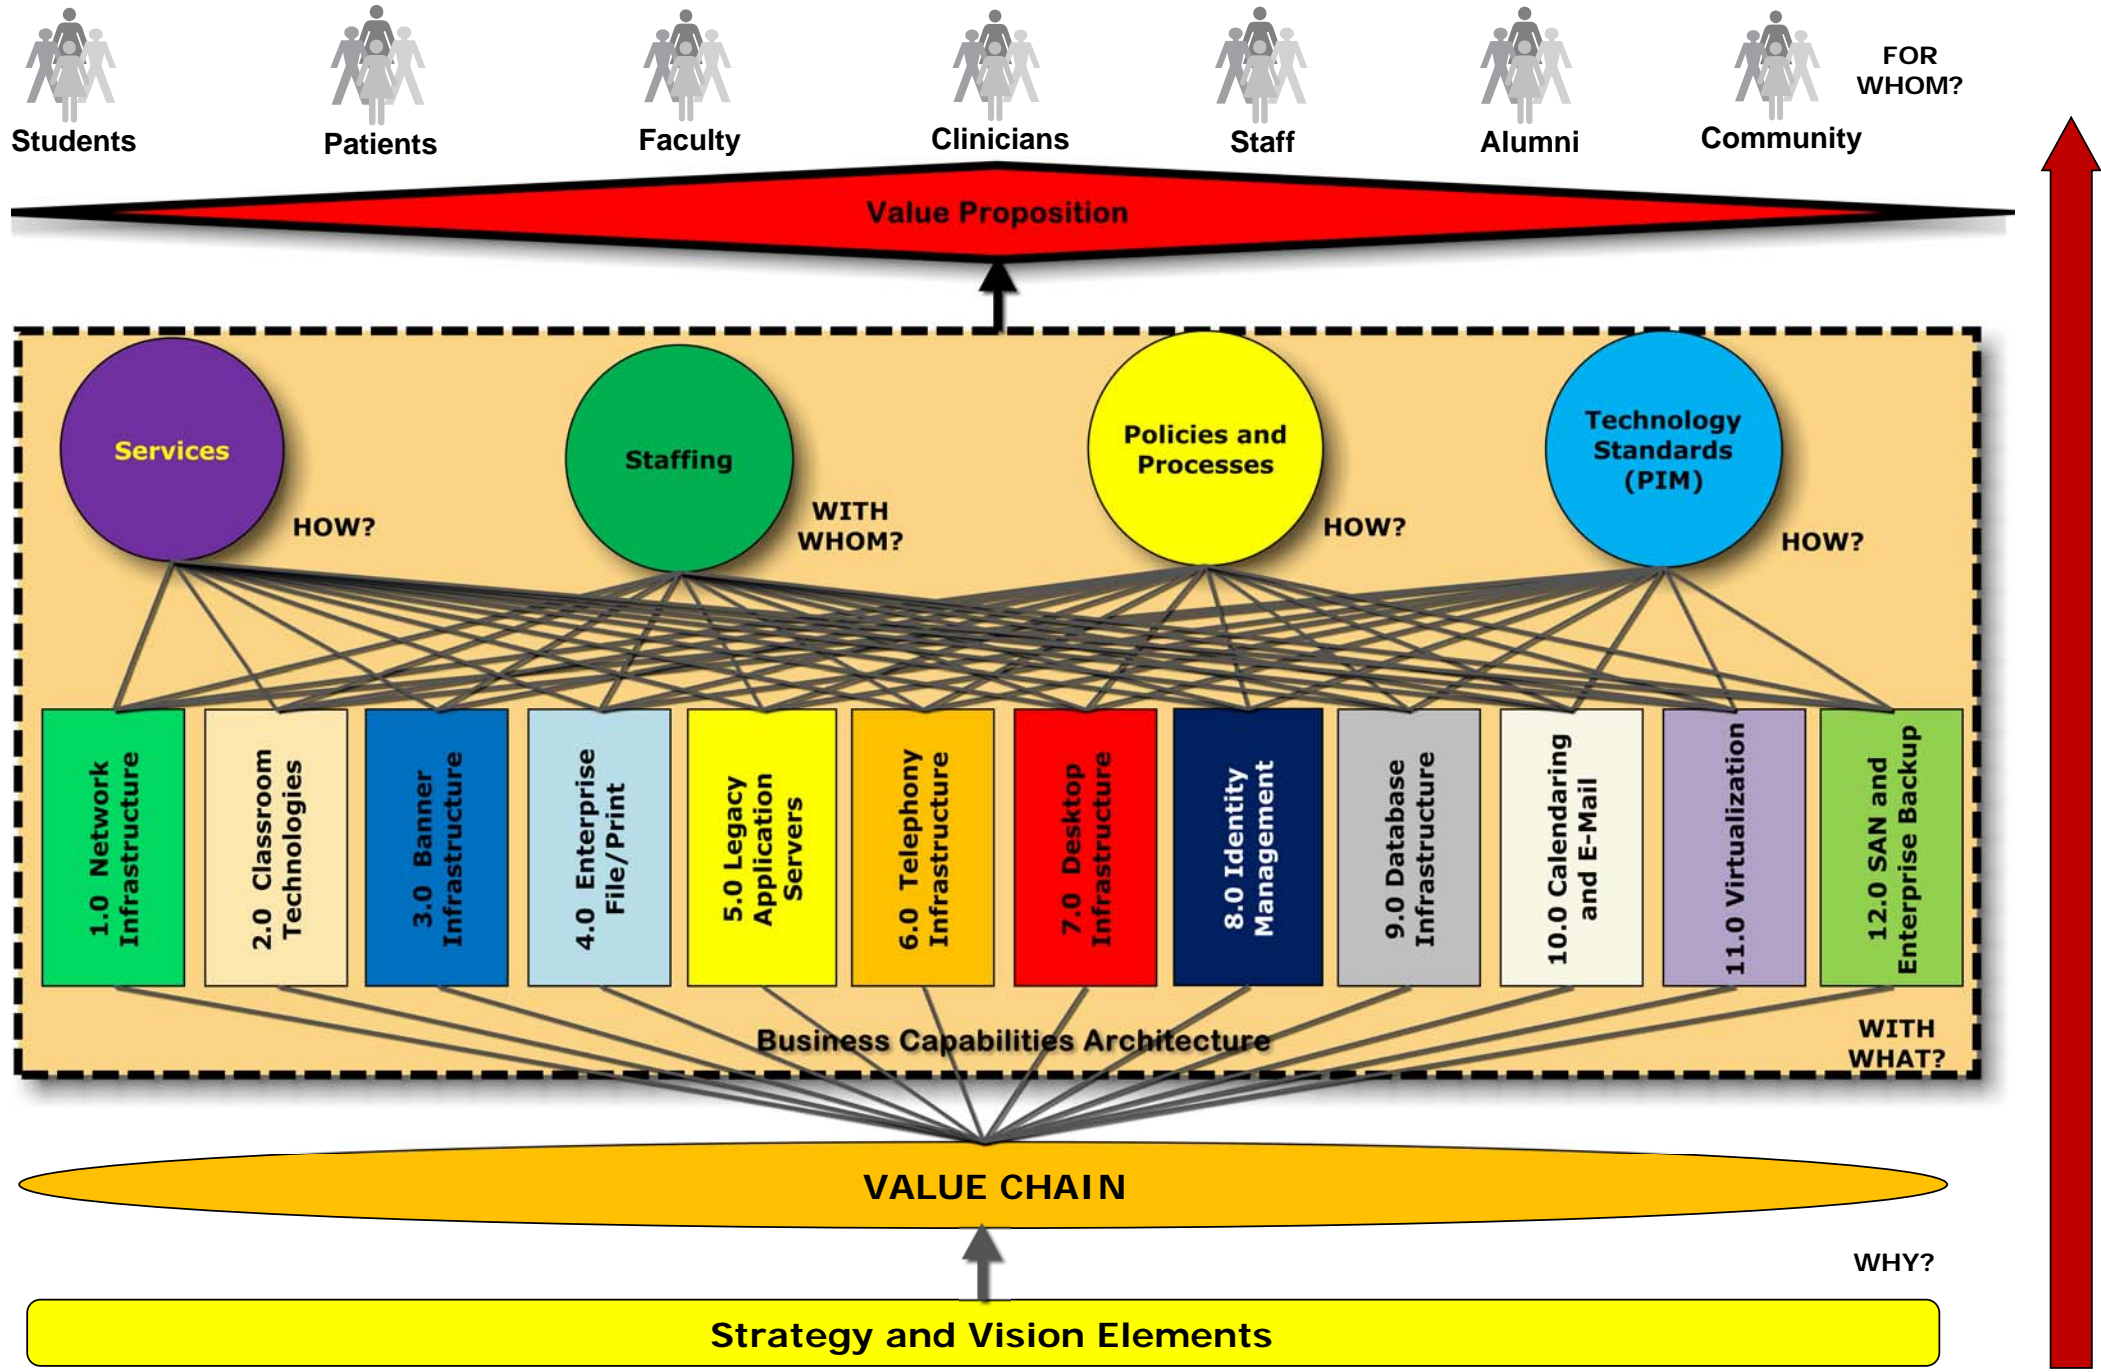 FOR
WHOM?
Students
Patients
Faculty
Clinicians
Staff
Alumni
Community
Value Proposition
Services
HOW?
Staffing
WITH
WHOM?
Policies and
Processes
HOW?
Technology
Standards
(PIM)
HOW?
1.0 Network
Infrastructure
2.0 Classroom
Technologies
3.0 Banner
Infrastructure
4.0 Enterprise
File/Print
5.0 Legacy
Application
Servers
6.0 Telephony
Infrastructure
7.0 Desktop
Infrastructure
8.0 Identity
Management
9.0 Database
Infrastructure
10.0 Calendaring
and E-Mail
11.0 Virtualization
12.0 SAN and
Enterprise Backup
Business Capabilities Architecture
WITH
WHAT?
VALUE CHAIN
WHY?
Strategy and Vision Elements